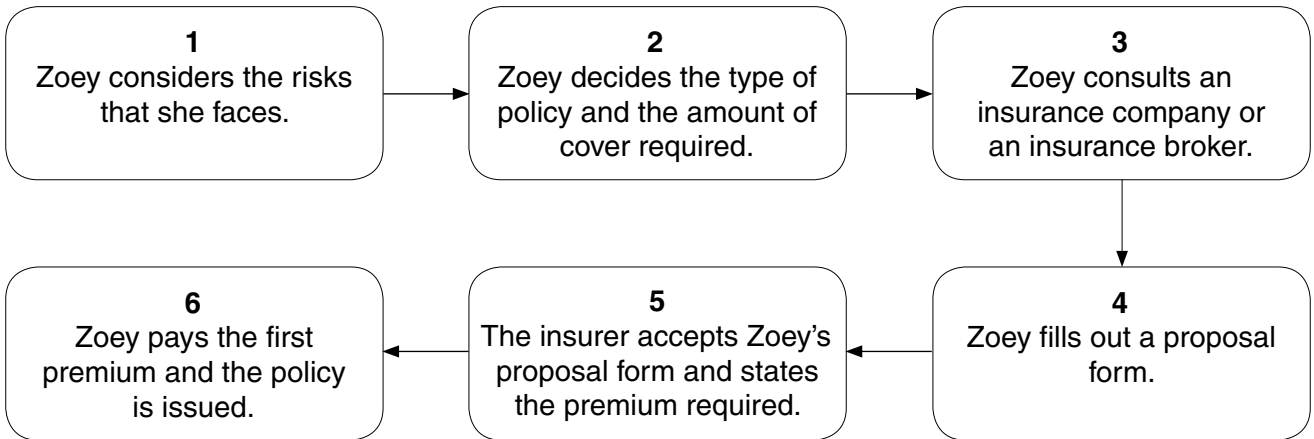 1
Zoey considers the risks
that she faces.
2
Zoey decides the type of
policy and the amount of
cover required.
3
Zoey consults an
insurance company or
an insurance broker.
4
Zoey fills out a proposal
form.
5
The insurer accepts Zoey’s
proposal form and states
the premium required.
6
Zoey pays the first
premium and the policy
is issued.